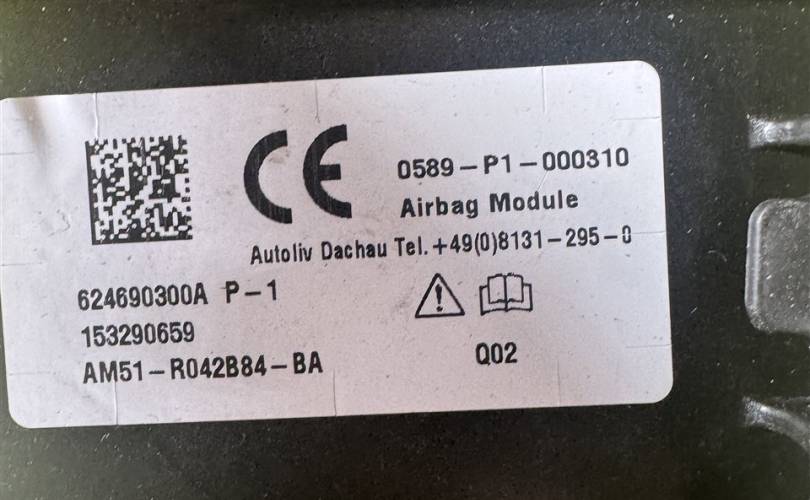 CE
0589-P1-000310
Airbag Module
Autoliv Dachau Tel. +49(0)8131-295-0
624690300A P-1
153290659
AM51-R042B84-BA
Q02